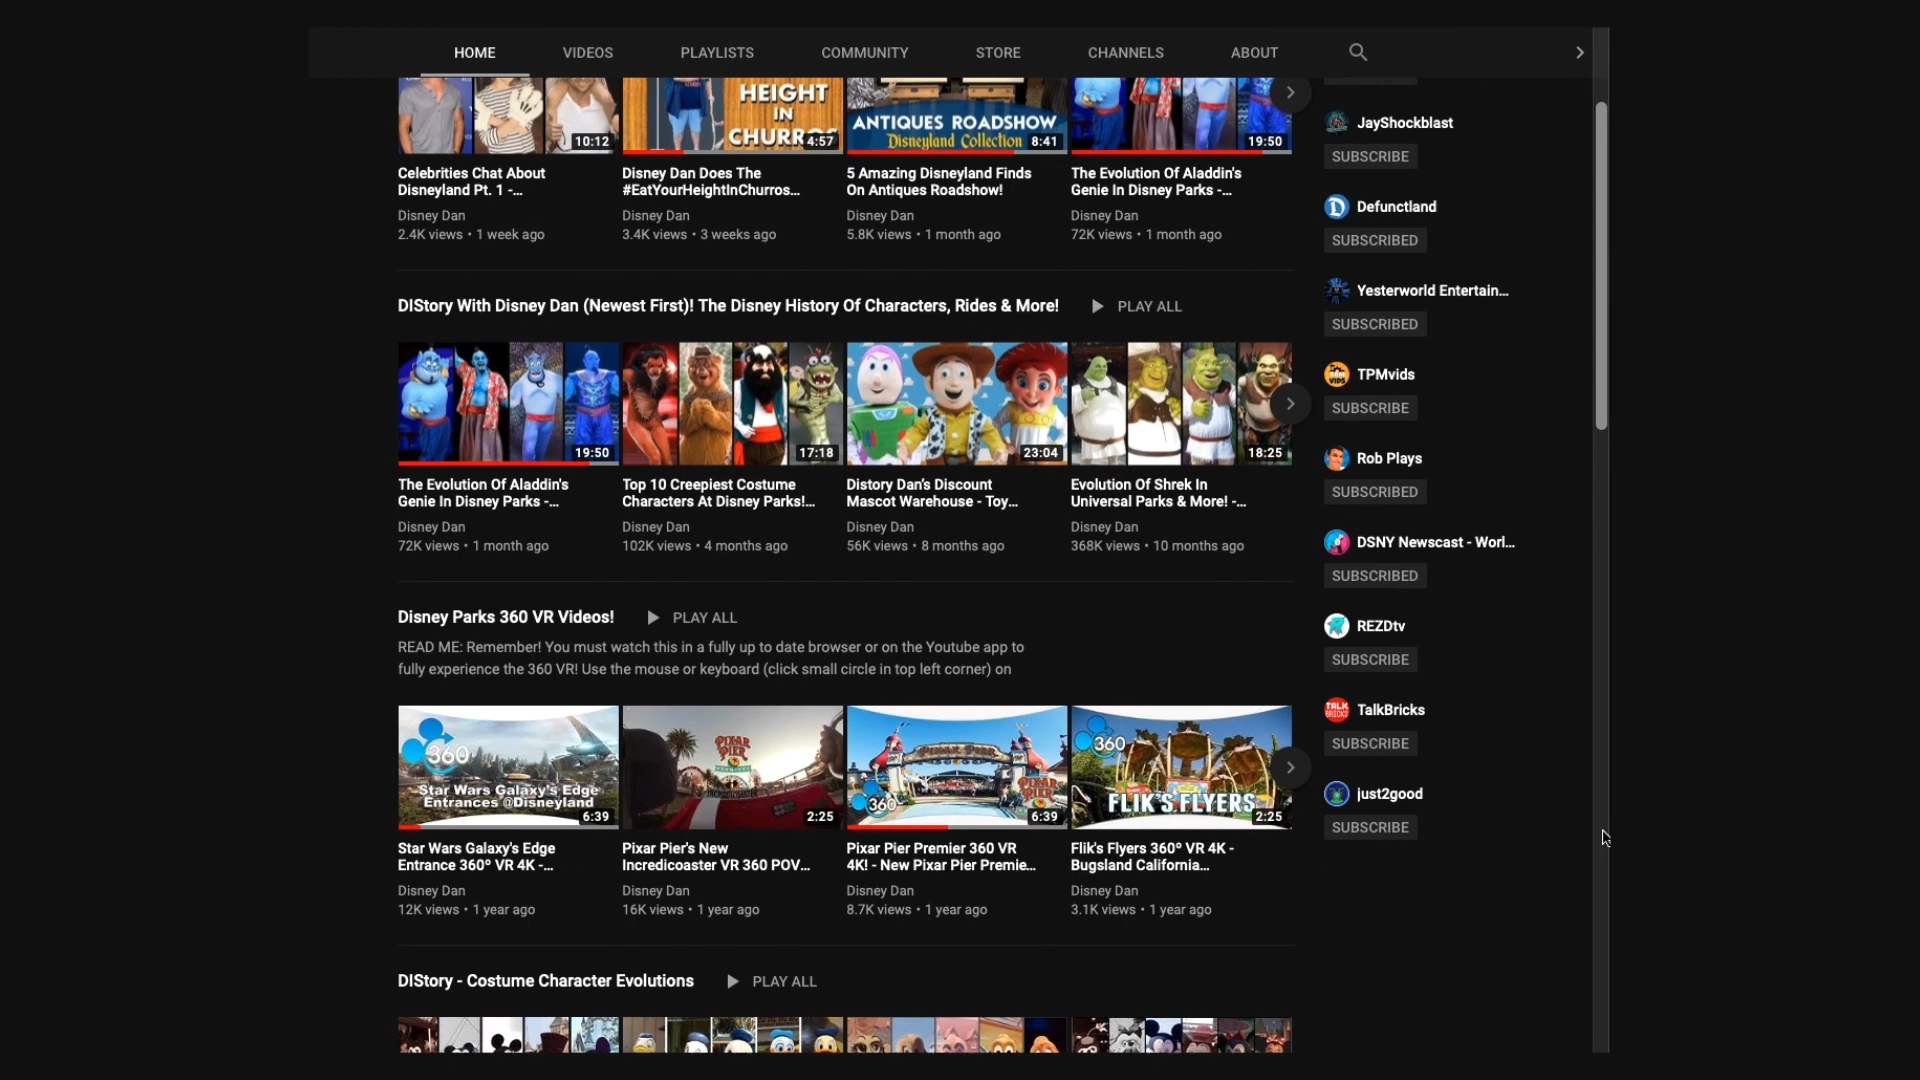 HOME VIDEOS PLAYLISTS COMMUNITY STORE CHANNELS ABOUT
HEIGHT
IN
CHURROS
10:12
4:57
ANTIQUES ROADSHOW
Disneyland Collection
8:41
19:50
Celebrities Chat About
Disneyland Pt. 1 -...
Disney Dan
2.4K views • 1 week ago
Disney Dan Does The
#EatYourHeightInChurros...
Disney Dan
3.4K views • 3 weeks ago
5 Amazing Disneyland Finds
On Antiques Roadshow!
Disney Dan
5.8K views • 1 month ago
The Evolution Of Aladdin's
Genie In Disney Parks -...
Disney Dan
72K views • 1 month ago
DIStory With Disney Dan (Newest First)! The Disney History Of Characters, Rides & More!
PLAY ALL
19:50
17:18
23:04
18:25
The Evolution Of Aladdin's
Genie In Disney Parks -...
Disney Dan
72K views • 1 month ago
Top 10 Creepiest Costume
Characters At Disney Parks!...
Disney Dan
102K views • 4 months ago
Distory Dan's Discount
Mascot Warehouse - Toy...
Disney Dan
56K views • 8 months ago
Evolution Of Shrek In
Universal Parks & More! -...
Disney Dan
368K views • 10 months ago
Disney Parks 360 VR Videos!
PLAY ALL
READ ME: Remember! You must watch this in a fully up to date browser or on the Youtube app to
fully experience the 360 VR! Use the mouse or keyboard (click small circle in top left corner) on
360
Star Wars Galaxy's Edge
Entrances @Disneyland
6:39
PIXAR
PIER
INCREDICOASTER
2:25
PIXAR PIER
PIXAR
PIER
360
6:39
360
FLIK'S FLYERS
2:25
Star Wars Galaxy's Edge
Entrance 360º VR 4K -...
Disney Dan
12K views • 1 year ago
Pixar Pier's New
Incredicoaster VR 360 POV...
Disney Dan
16K views • 1 year ago
Pixar Pier Premier 360 VR
4K! - New Pixar Pier Premie...
Disney Dan
8.7K views • 1 year ago
Flik's Flyers 360º VR 4K -
Bugsland California...
Disney Dan
3.1K views • 1 year ago
DIStory - Costume Character Evolutions
PLAY ALL
JayShockblast
SUBSCRIBE
Defunctland
SUBSCRIBED
Yesterworld Entertain...
SUBSCRIBED
VIDS
TPMvids
SUBSCRIBE
Rob Plays
SUBSCRIBED
DSNY Newscast - Worl...
SUBSCRIBED
REZDtv
SUBSCRIBE
TALK
BRICKS
TalkBricks
SUBSCRIBE
just2good
SUBSCRIBE